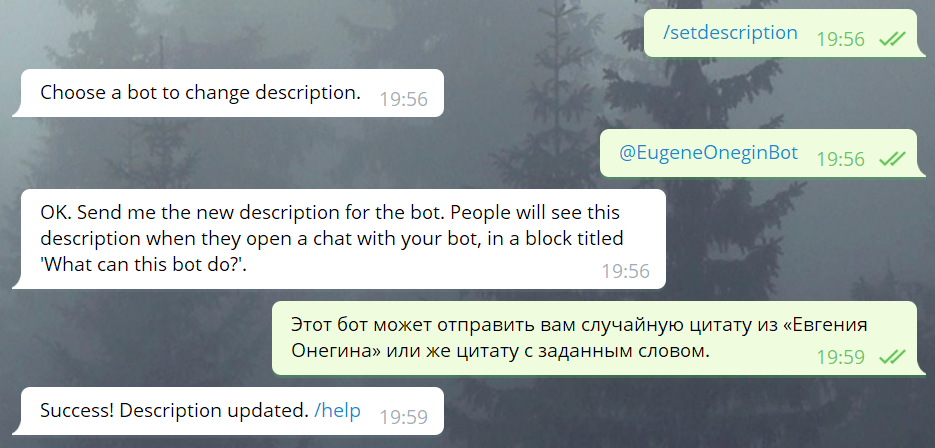 /setdescription 19:56
Choose a bot to change description. 19:56
@EugeneOneginBot 19:56
OK. Send me the new description for the bot. People will see this
description when they open a chat with your bot, in a block titled
'What can this bot do?'. 19:56
Этот бот может отправить вам случайную цитату из «Евгения
Онегина» или же цитату с заданным словом. 19:59
Success! Description updated. /help 19:59